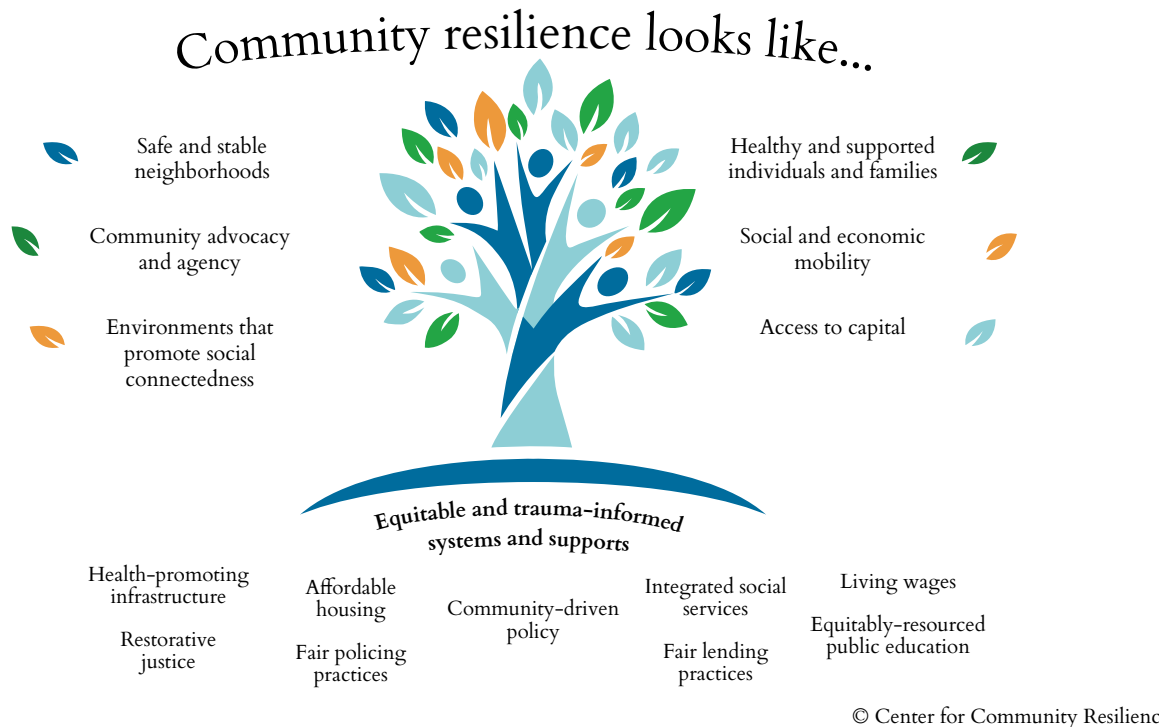 Community resilience looks like...
Safe and stable
neighborhoods
Community advocacy
and agency
Environments that
promote social
connectedness
Healthy and supported
individuals and families
Social and economic
mobility
Access to capital
Equitable and trauma-informed
systems and supports
Health-promoting
infrastructure
Restorative
justice
Affordable
housing
Fair policing
practices
Community-driven
policy
Integrated social
services
Fair lending
practices
Living wages
Equitably-resourced
public education
© Center for Community Resilienc